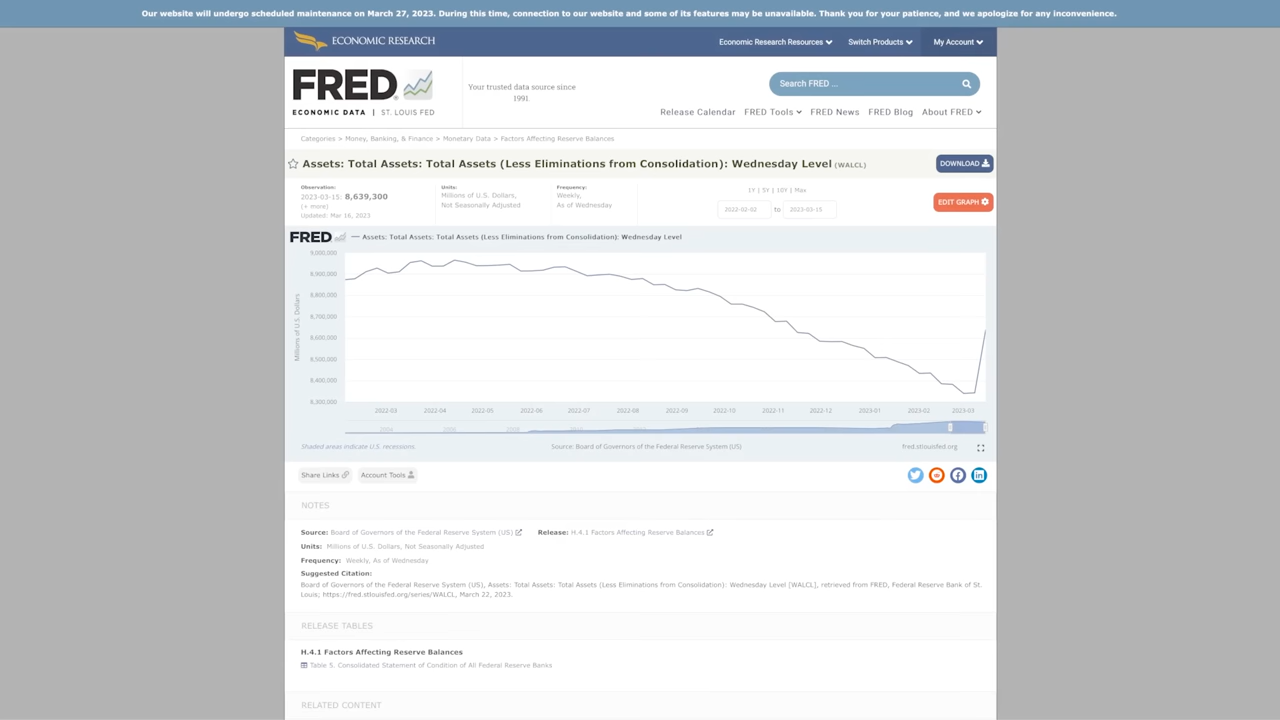 Our website will undergo scheduled maintenance on March 27, 2023. During this time, connection to our website and some of its features may be unavailable. Thank you for your patience, and we apologize for any inconvenience.
ECONOMIC RESEARCH
Economic Research Resources
Switch Products
My Account
FRED
ECONOMIC DATA | ST. LOUIS FED
Your trusted data source since
1991
Search FRED ...
Release Calendar
FRED Tools
FRED News
FRED Blog
About FRED
Categories > Money, Banking, & Finance > Monetary Data > Factors Affecting Reserve Balances
Assets: Total Assets: Total Assets (Less Eliminations from Consolidation): Wednesday Level (WALCL)
DOWNLOAD
Observation:
2023-03-15: 8,639,300
(+ more)
Updated: Mar 16, 2023
Units:
Millions of U.S. Dollars,
Not Seasonally Adjusted
Frequency:
Weekly,
As of Wednesday
1Y | 5Y | 10Y | Max
2022-02-02 to 2023-03-15
EDIT GRAPH
FRED
Assets: Total Assets: Total Assets (Less Eliminations from Consolidation): Wednesday Level
Millions of U.S. Dollars
9,000,000
8,900,000
8,800,000
8,700,000
8,600,000
8,500,000
8,400,000
8,300,000
2022-03
2022-04
2022-05
2022-06
2022-07
2022-08
2022-09
2022-10
2022-11
2022-12
2023-01
2023-02
2023-03
2004
2008
Shaded areas indicate U.S. recessions.
Source: Board of Governors of the Federal Reserve System (US)
fred.stlouisfed.org
Share Links
Account Tools
NOTES
Source: Board of Governors of the Federal Reserve System (US)
Release: H.4.1 Factors Affecting Reserve Balances
Units: Millions of U.S. Dollars, Not Seasonally Adjusted
Frequency: Weekly, As of Wednesday
Suggested Citation:
Board of Governors of the Federal Reserve System (US), Assets: Total Assets: Total Assets (Less Eliminations from Consolidation): Wednesday Level [WALCL], retrieved from FRED, Federal Reserve Bank of St.
Louis; https://fred.stlouisfed.org/series/WALCL, March 22, 2023.
RELEASE TABLES
H.4.1 Factors Affecting Reserve Balances
Table 5. Consolidated Statement of Condition of All Federal Reserve Banks
RELATED CONTENT